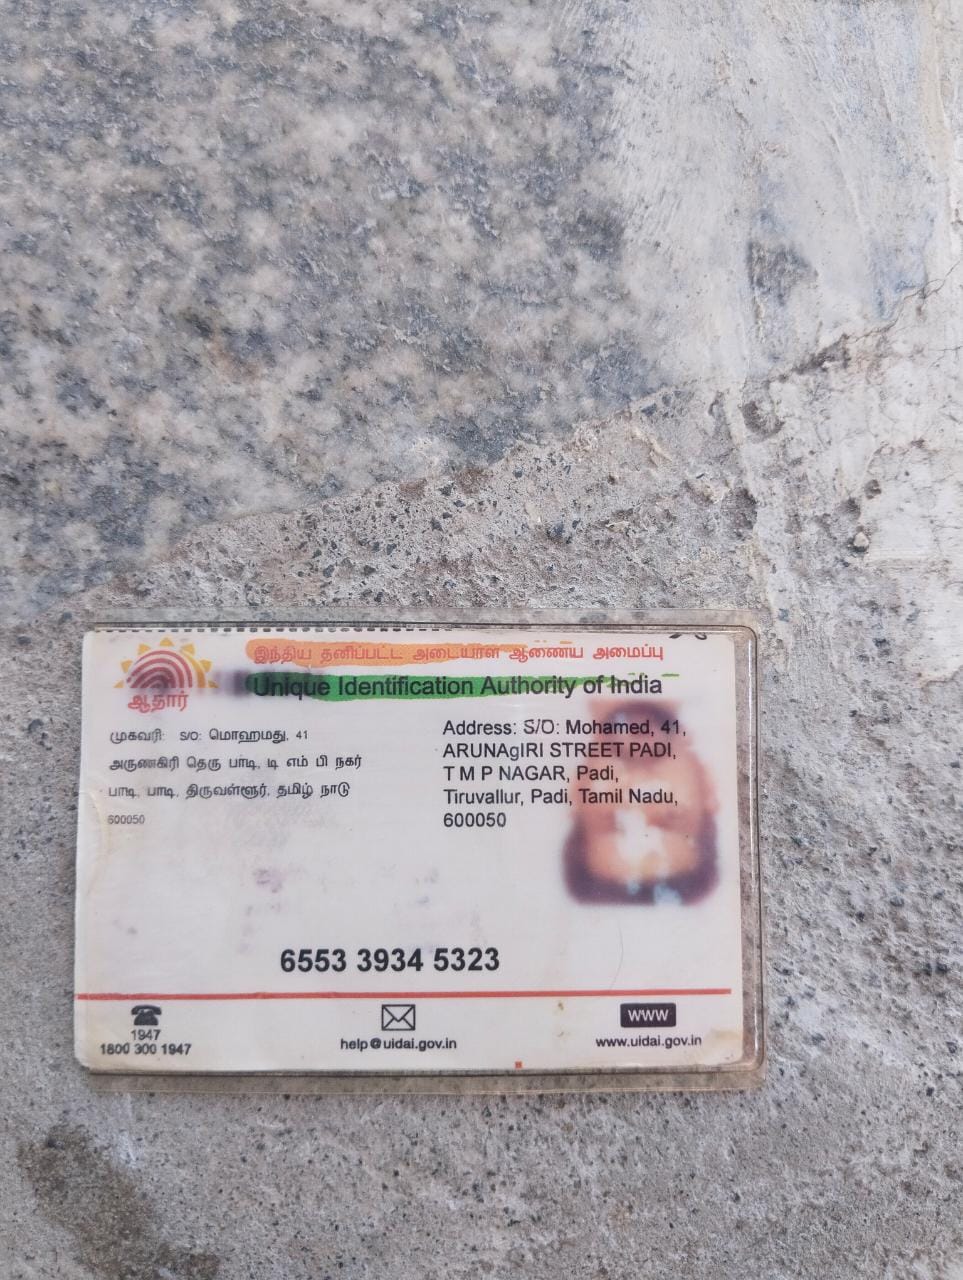 இந்திய தனிப்பட்ட அடையாள ஆணைய அமைப்பு
Unique Identification Authority of India
ஆதார்
முகவரி: S/O: மொஹமது, 41
அருணகிரி தெரு பாடி, டி எம் பி நகர்
பாடி, பாடி, திருவள்ளூர், தமிழ் நாடு
600050
Address: S/O: Mohamed, 41,
ARUNAgIRI STREET PADI,
T M P NAGAR, Padi,
Tiruvallur, Padi, Tamil Nadu,
600050
6553 3934 5323
1947
1800 300 1947
help@uidai.gov.in
WWW
www.uidai.gov.in